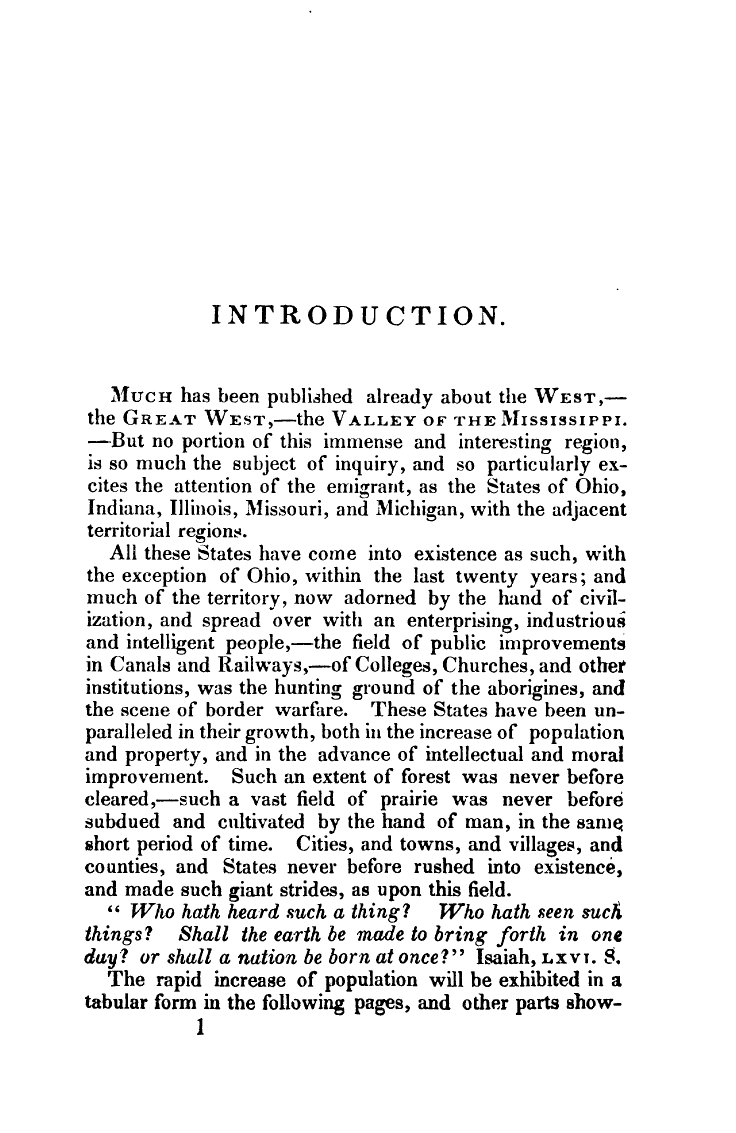 INTRODUCTION.
Much has been published already about the West,—
the Great West,—the Valley of the Mississippi.
—But no portion of this immense and interesting region,
is so much the subject of inquiry, and so particularly ex-
cites the attention of the emigrant, as the States of Ohio,
Indiana, Illinois, Missouri, and Michigan, with the adjacent
territorial regions.
All these States have come into existence as such, with
the exception of Ohio, within the last twenty years; and
much of the territory, now adorned by the hand of civil-
ization, and spread over with an enterprising, industrious
and intelligent people,—the field of public improvements
in Canals and Railways,—of Colleges, Churches, and other
institutions, was the hunting ground of the aborigines, and
the scene of border warfare. These States have been un-
paralleled in their growth, both in the increase of population
and property, and in the advance of intellectual and moral
improvement. Such an extent of forest was never before
cleared,—such a vast field of prairie was never before
subdued and cultivated by the hand of man, in the same
short period of time. Cities, and towns, and villages, and
counties, and States never before rushed into existence,
and made such giant strides, as upon this field.
“ Who hath heard such a thing? Who hath seen such
things? Shall the earth be made to bring forth in one
day? or shall a nation be born at once?” Isaiah, LXVI. 8.
The rapid increase of population will be exhibited in a
tabular form in the following pages, and other parts show-
1